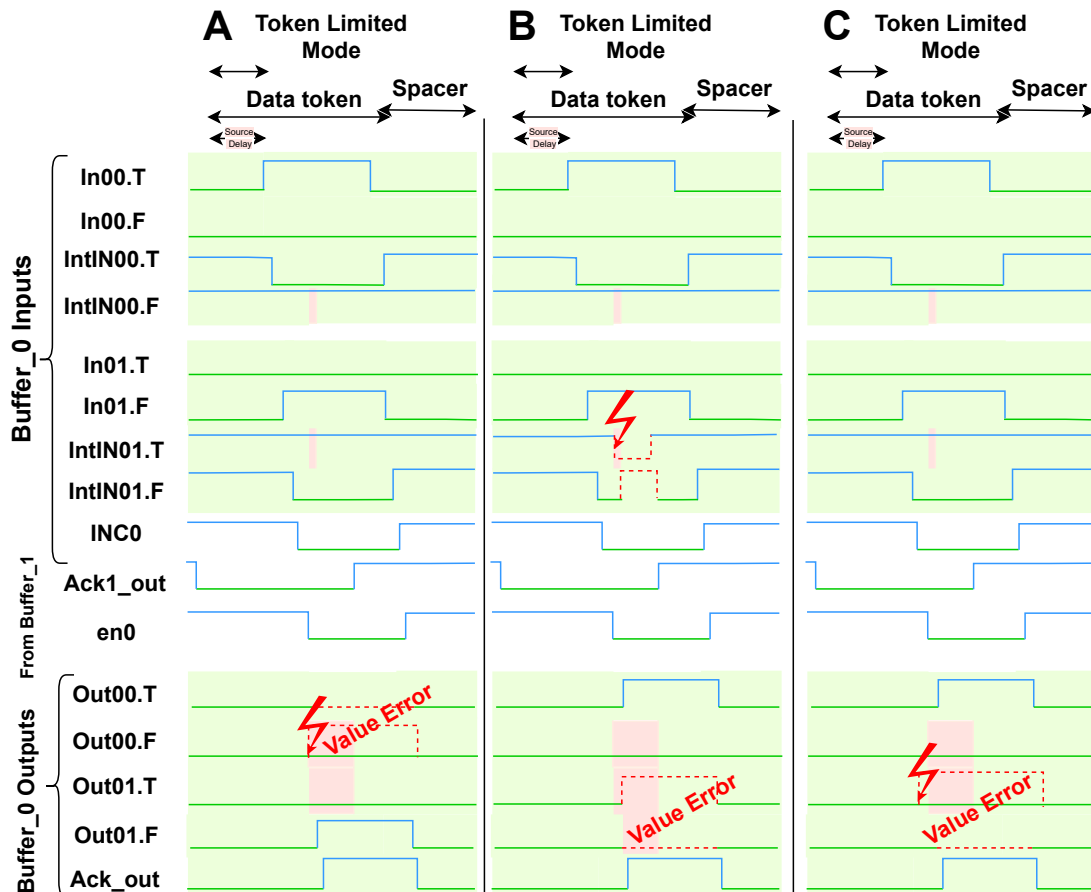 A Token Limited Mode
B Token Limited Mode
C Token Limited Mode
Data token Spacer
Data token Spacer
Data token Spacer
Source Delay
Source Delay
Source Delay
Buffer_0 Inputs
In00.T
In00.F
IntIN00.T
IntIN00.F
In01.T
In01.F
IntIN01.T
IntIN01.F
INC0
From Buffer_1
Ack1_out
en0
Buffer_0 Outputs
Out00.T
Out00.F
Out01.T
Out01.F
Ack_out
Value Error
Value Error
Value Error